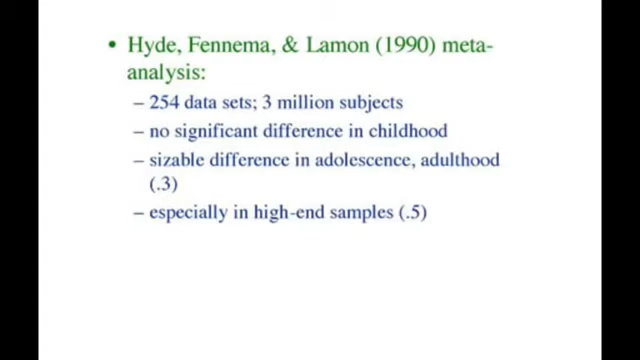 • Hyde, Fennema, & Lamon (1990) meta-
analysis:
– 254 data sets; 3 million subjects
– no significant difference in childhood
– sizable difference in adolescence, adulthood
(.3)
– especially in high-end samples (.5)